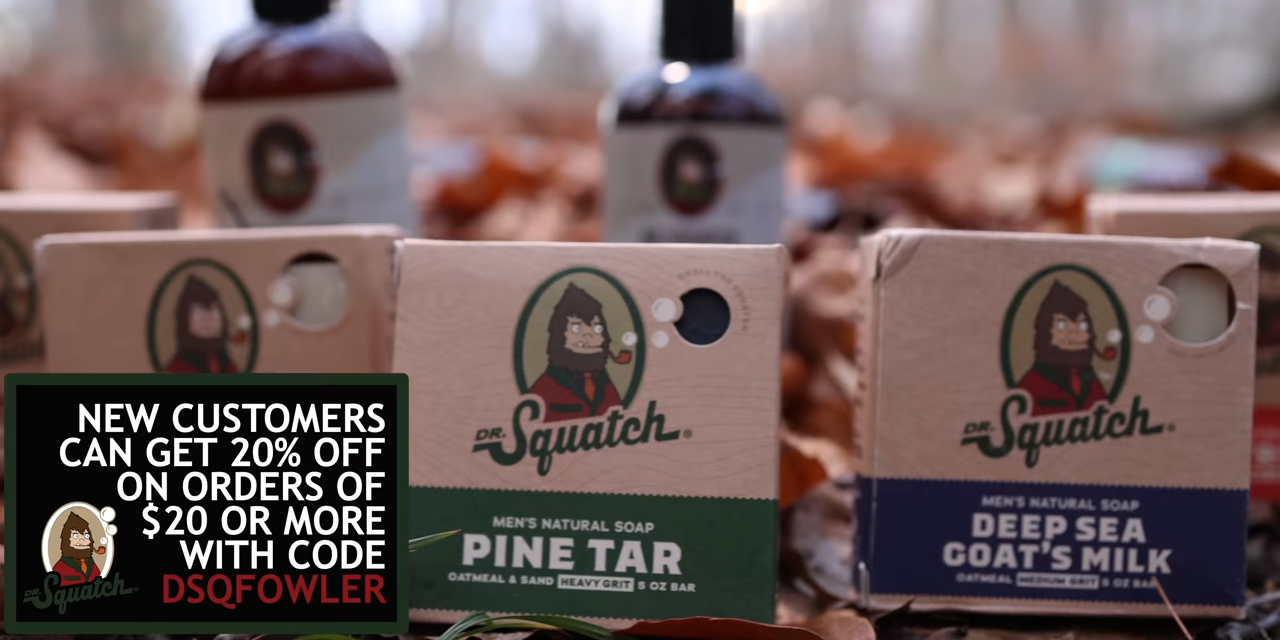 DR. Squatch®
MEN'S NATURAL SOAP
PINE TAR
OATMEAL & SAND HEAVY GRIT 5 OZ BAR
DR. Squatch®
MEN'S NATURAL SOAP
DEEP SEA
GOAT'S MILK
OATMEAL MEDIUM GRIT 5 OZ BAR
NEW CUSTOMERS
CAN GET 20% OFF
ON ORDERS OF
$20 OR MORE
WITH CODE
DSQFOWLER
DR. Squatch